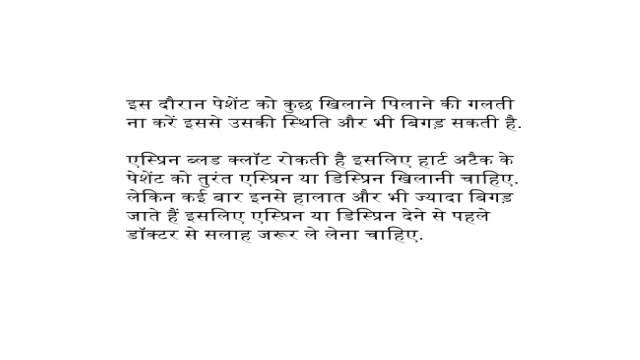 इस दौरान पेशेंट को कुछ खिलाने पिलाने की गलती
ना करें इससे उसकी स्थिति और भी बिगड़ सकती है.
एस्प्रिन ब्लड क्लॉट रोकती है इसलिए हार्ट अटैक के
पेशेंट को तुरंत एस्प्रिन या डिस्प्रिन खिलानी चाहिए.
लेकिन कई बार इनसे हालात और भी ज्यादा बिगड़
जाते हैं इसलिए एस्प्रिन या डिस्प्रिन देने से पहले
डॉक्टर से सलाह जरूर ले लेना चाहिए.